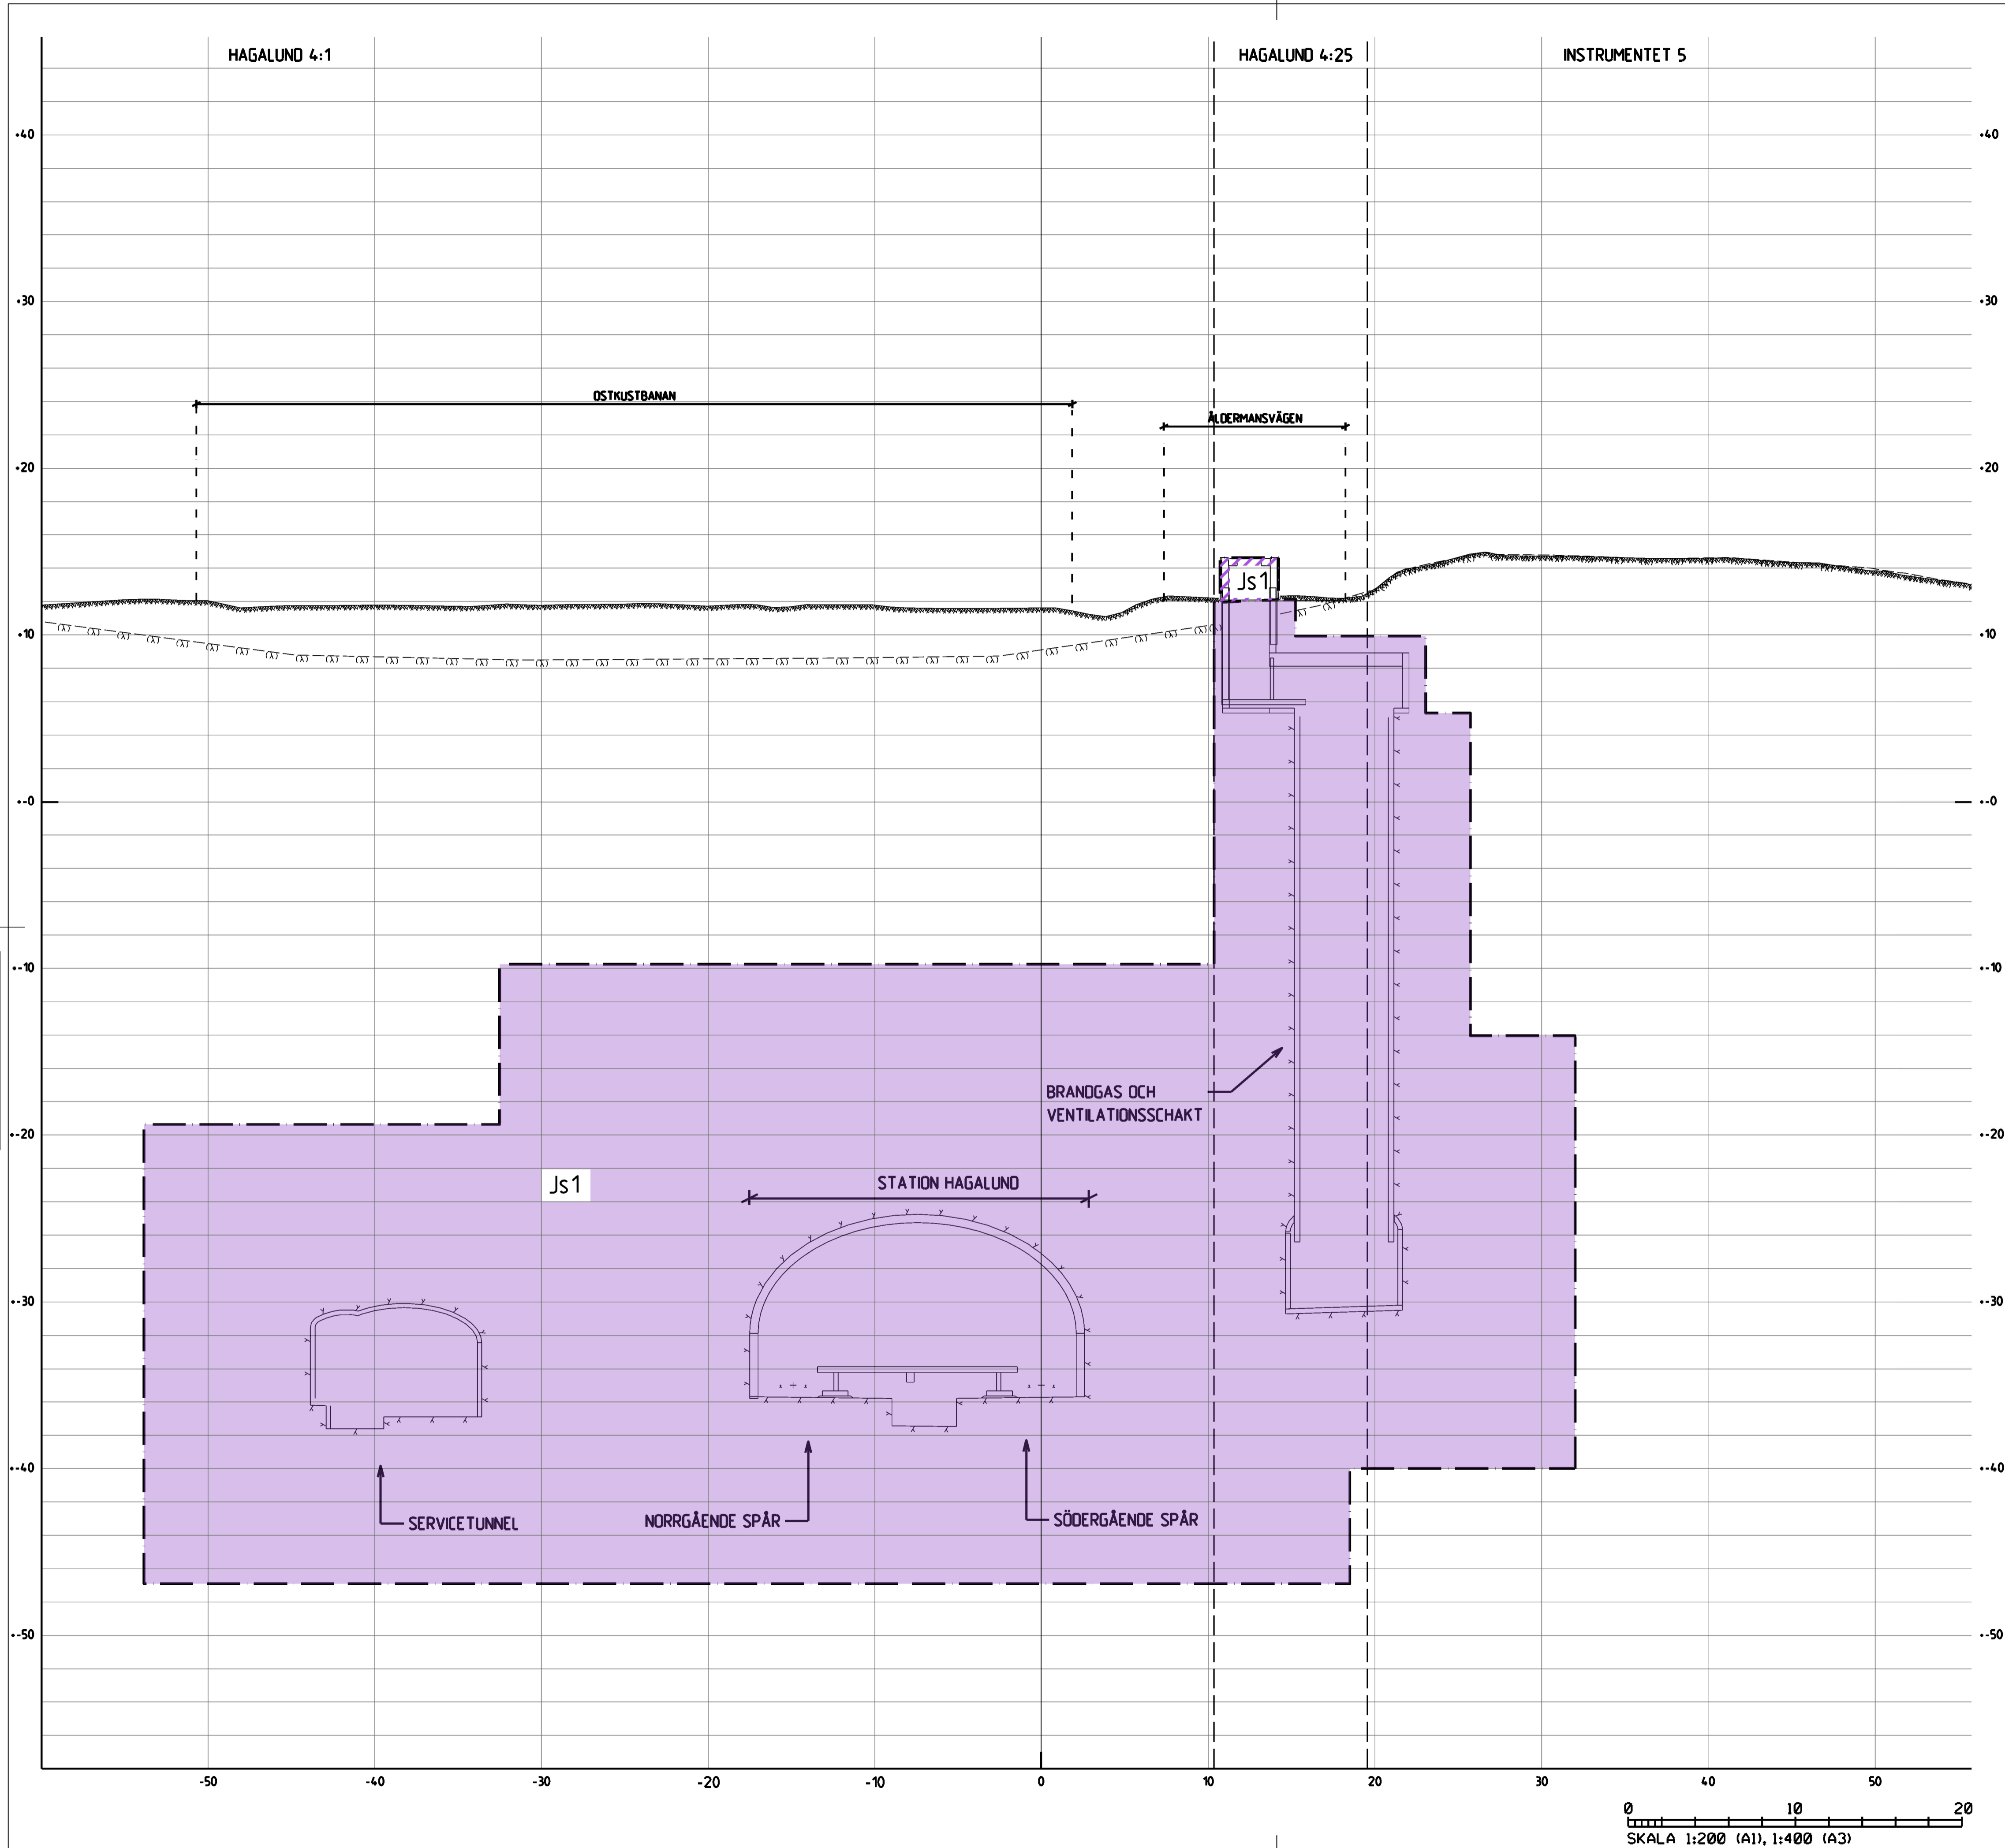 HAGALUND 4:1 HAGALUND 4:25 INSTRUMENTET 5
+40 +40
+30 +30
OSTKUSTBANAN
ÅLDERMANSVÄGEN
+20 +20
Js1
+10 +10
+-0 +-0
+-10 +-10
BRANDGAS OCH
VENTILATIONSSCHAKT
+-20 +-20
Js1 STATION HAGALUND
+-30 +-30
+-40 +-40
SERVICETUNNEL NORRGÅENDE SPÅR SÖDERGÅENDE SPÅR
+-50 +-50
-50 -40 -30 -20 -10 0 10 20 30 40 50
0 10 20
SKALA 1:200 (A1), 1:400 (A3)